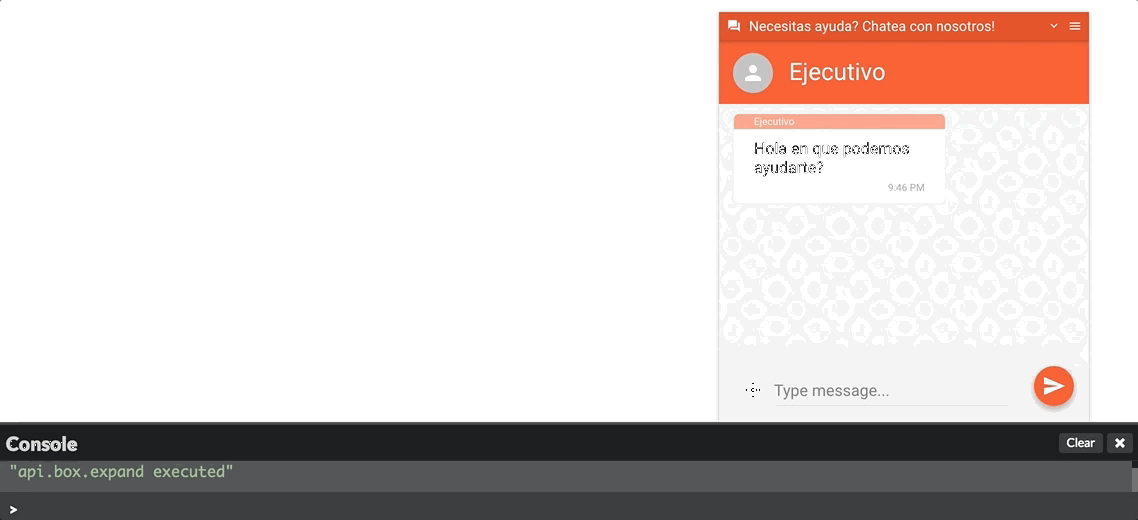 Necesitas ayuda? Chatea con nosotros!
Ejecutivo
Ejecutivo
Hola en que podemos
ayudarte?
9:46 PM
Type message...
Console
Clear
"api.box.expand executed"
>